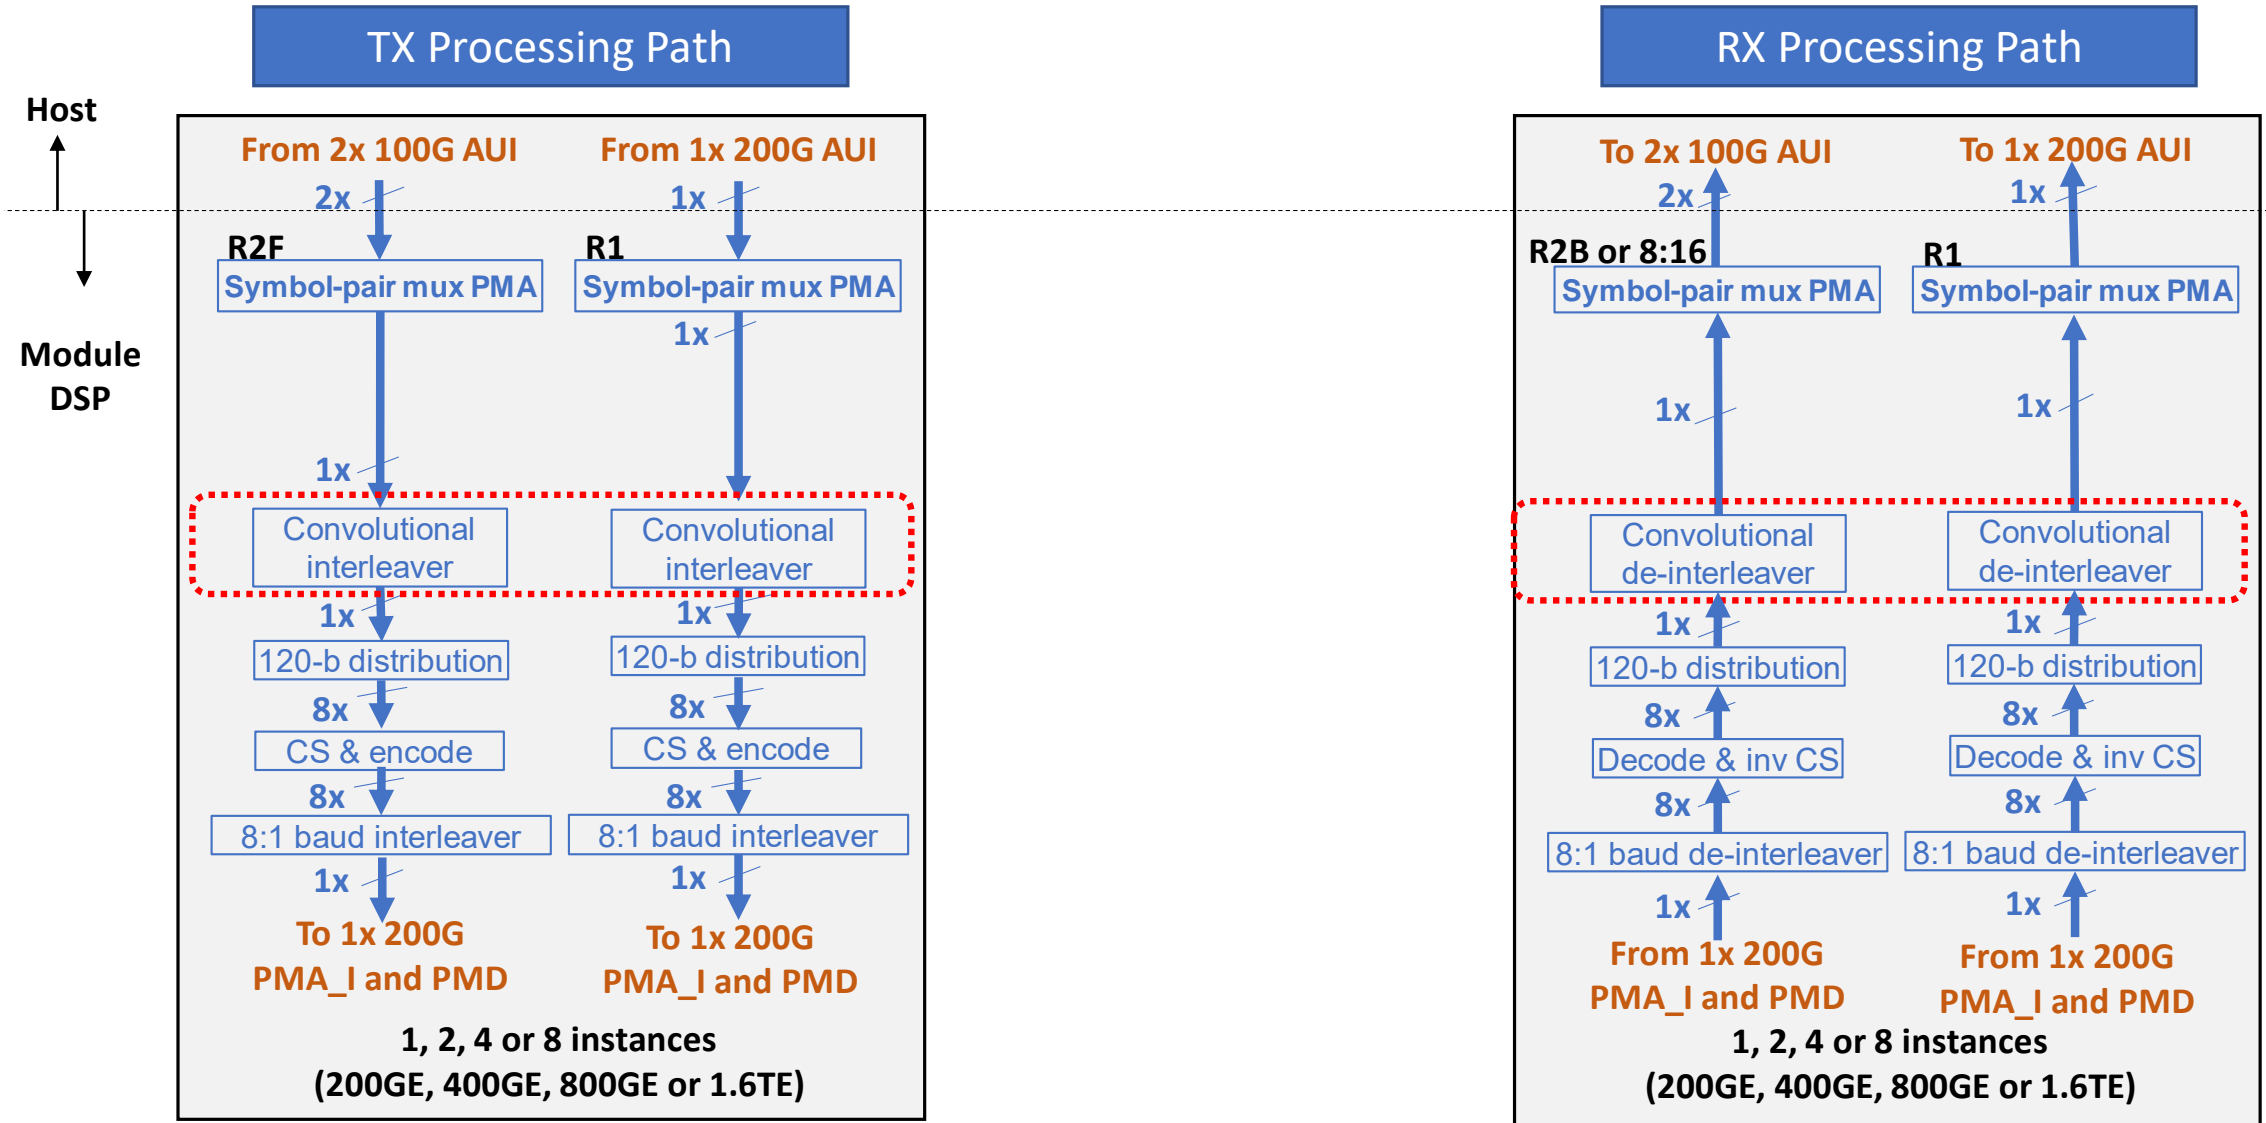 TX Processing Path
RX Processing Path
Host
Module
DSP
From 2x 100G AUI
2x
R2F
Symbol-pair mux PMA
1x
Convolutional
interleaver
1x
120-b distribution
8x
CS & encode
8x
8:1 baud interleaver
1x
To 1x 200G
PMA_I and PMD
From 1x 200G AUI
1x
R1
Symbol-pair mux PMA
1x
Convolutional
interleaver
1x
120-b distribution
8x
CS & encode
8x
8:1 baud interleaver
1x
To 1x 200G
PMA_I and PMD
1, 2, 4 or 8 instances
(200GE, 400GE, 800GE or 1.6TE)
To 2x 100G AUI
2x
R2B or 8:16
Symbol-pair mux PMA
1x
Convolutional
de-interleaver
1x
120-b distribution
8x
Decode & inv CS
8x
8:1 baud de-interleaver
1x
From 1x 200G
PMA_I and PMD
To 1x 200G AUI
1x
R1
Symbol-pair mux PMA
1x
Convolutional
de-interleaver
1x
120-b distribution
8x
Decode & inv CS
8x
8:1 baud de-interleaver
1x
From 1x 200G
PMA_I and PMD
1, 2, 4 or 8 instances
(200GE, 400GE, 800GE or 1.6TE)